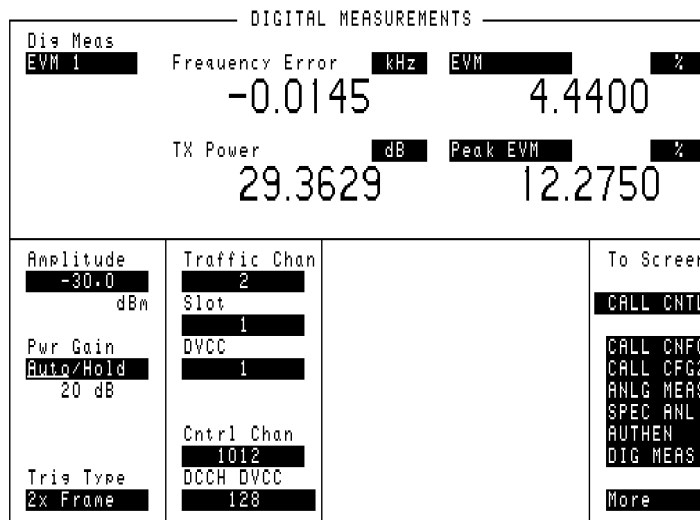 DIGITAL MEASUREMENTS
Dig Meas
EVM 1
Frequency Error kHz
-0.0145
EVM %
4.4400
TX Power dB
29.3629
Peak EVM %
12.2750
Amplitude
-30.0
dBm
Pwr Gain
Auto/Hold
20 dB
Trig Type
2x Frame
Traffic Chan
2
Slot
1
DVCC
1
Cntrl Chan
1012
DCCH DVCC
128
To Screen
CALL CNTL
CALL CNFG
CALL CFG2
ANLG MEAS
SPEC ANL
AUTHEN
DIG MEAS
More